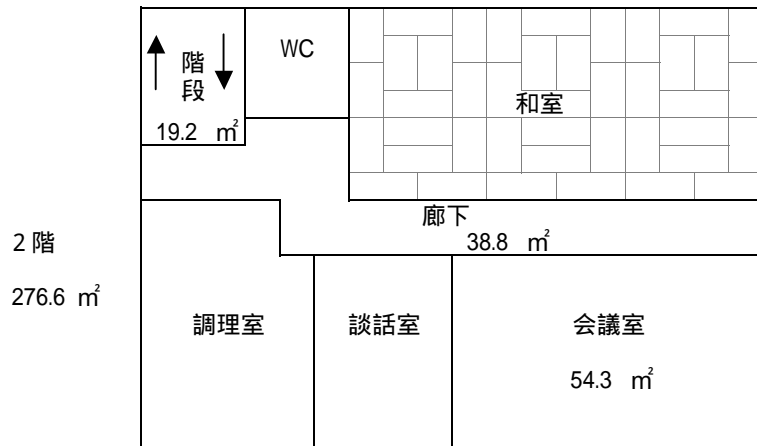 階
段
19.2 ㎡
WC
和室
廊下
38.8 ㎡
2 階
276.6 ㎡
調理室
談話室
会議室
54.3 ㎡